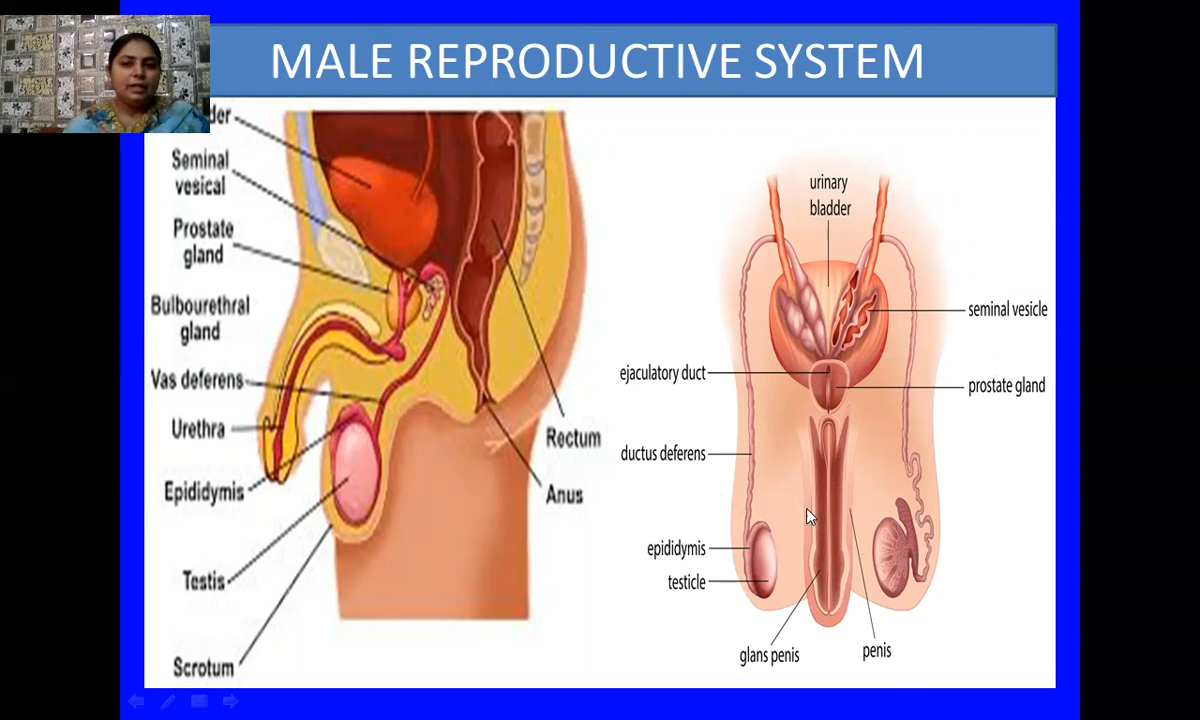 MALE REPRODUCTIVE SYSTEM
der
Seminal
vesical
Prostate
gland
Bulbourethral
gland
Vas deferens
Urethra
Epididymis
Testis
Scrotum
Rectum
Anus
urinary
bladder
seminal vesicle
ejaculatory duct
prostate gland
ductus deferens
epididymis
testicle
glans penis
penis